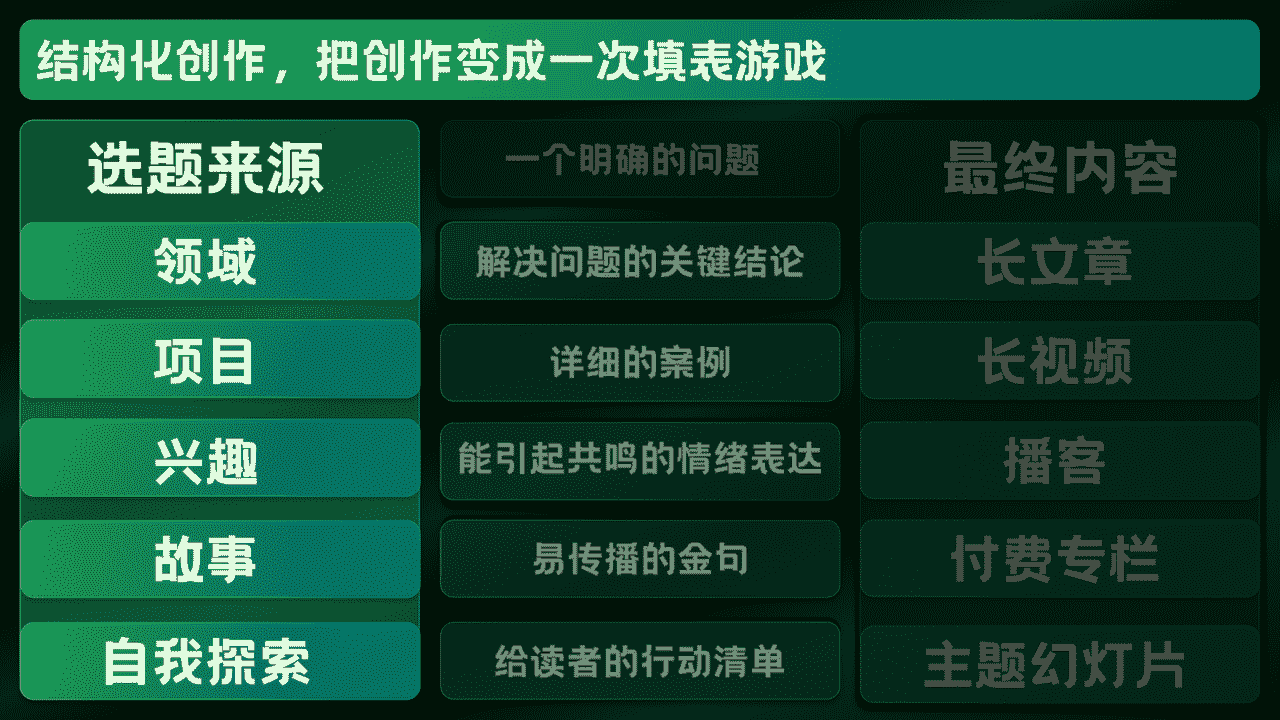 结构化创作，把创作变成一次填表游戏
选题来源
领域
项目
兴趣
故事
自我探索
一个明确的问题
解决问题的关键结论
详细的案例
能引起共鸣的情绪表达
易传播的金句
给读者的行动清单
最终内容
长文章
长视频
播客
付费专栏
主题幻灯片